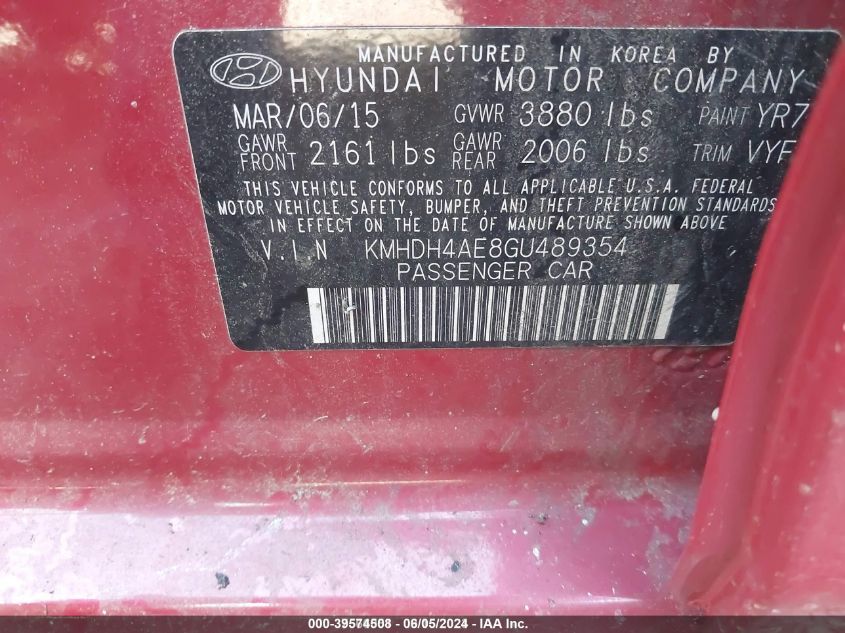 MANUFACTURED IN KOREA BY
HYUNDAI MOTOR COMPANY
MAR/06/15 GVWR 3880 lbs PAINT YR7
GAWR FRONT 2161 lbs GAWR REAR 2006 lbs TRIM VYF
THIS VEHICLE CONFORMS TO ALL APPLICABLE U.S.A. FEDERAL
MOTOR VEHICLE SAFETY, BUMPER, AND THEFT PREVENTION STANDARDS
IN EFFECT ON THE DATE OF MANUFACTURE SHOWN ABOVE
V.I.N KMHDH4AE8GU489354
PASSENGER CAR
000-39574508 - 06/05/2024 - IAA Inc.